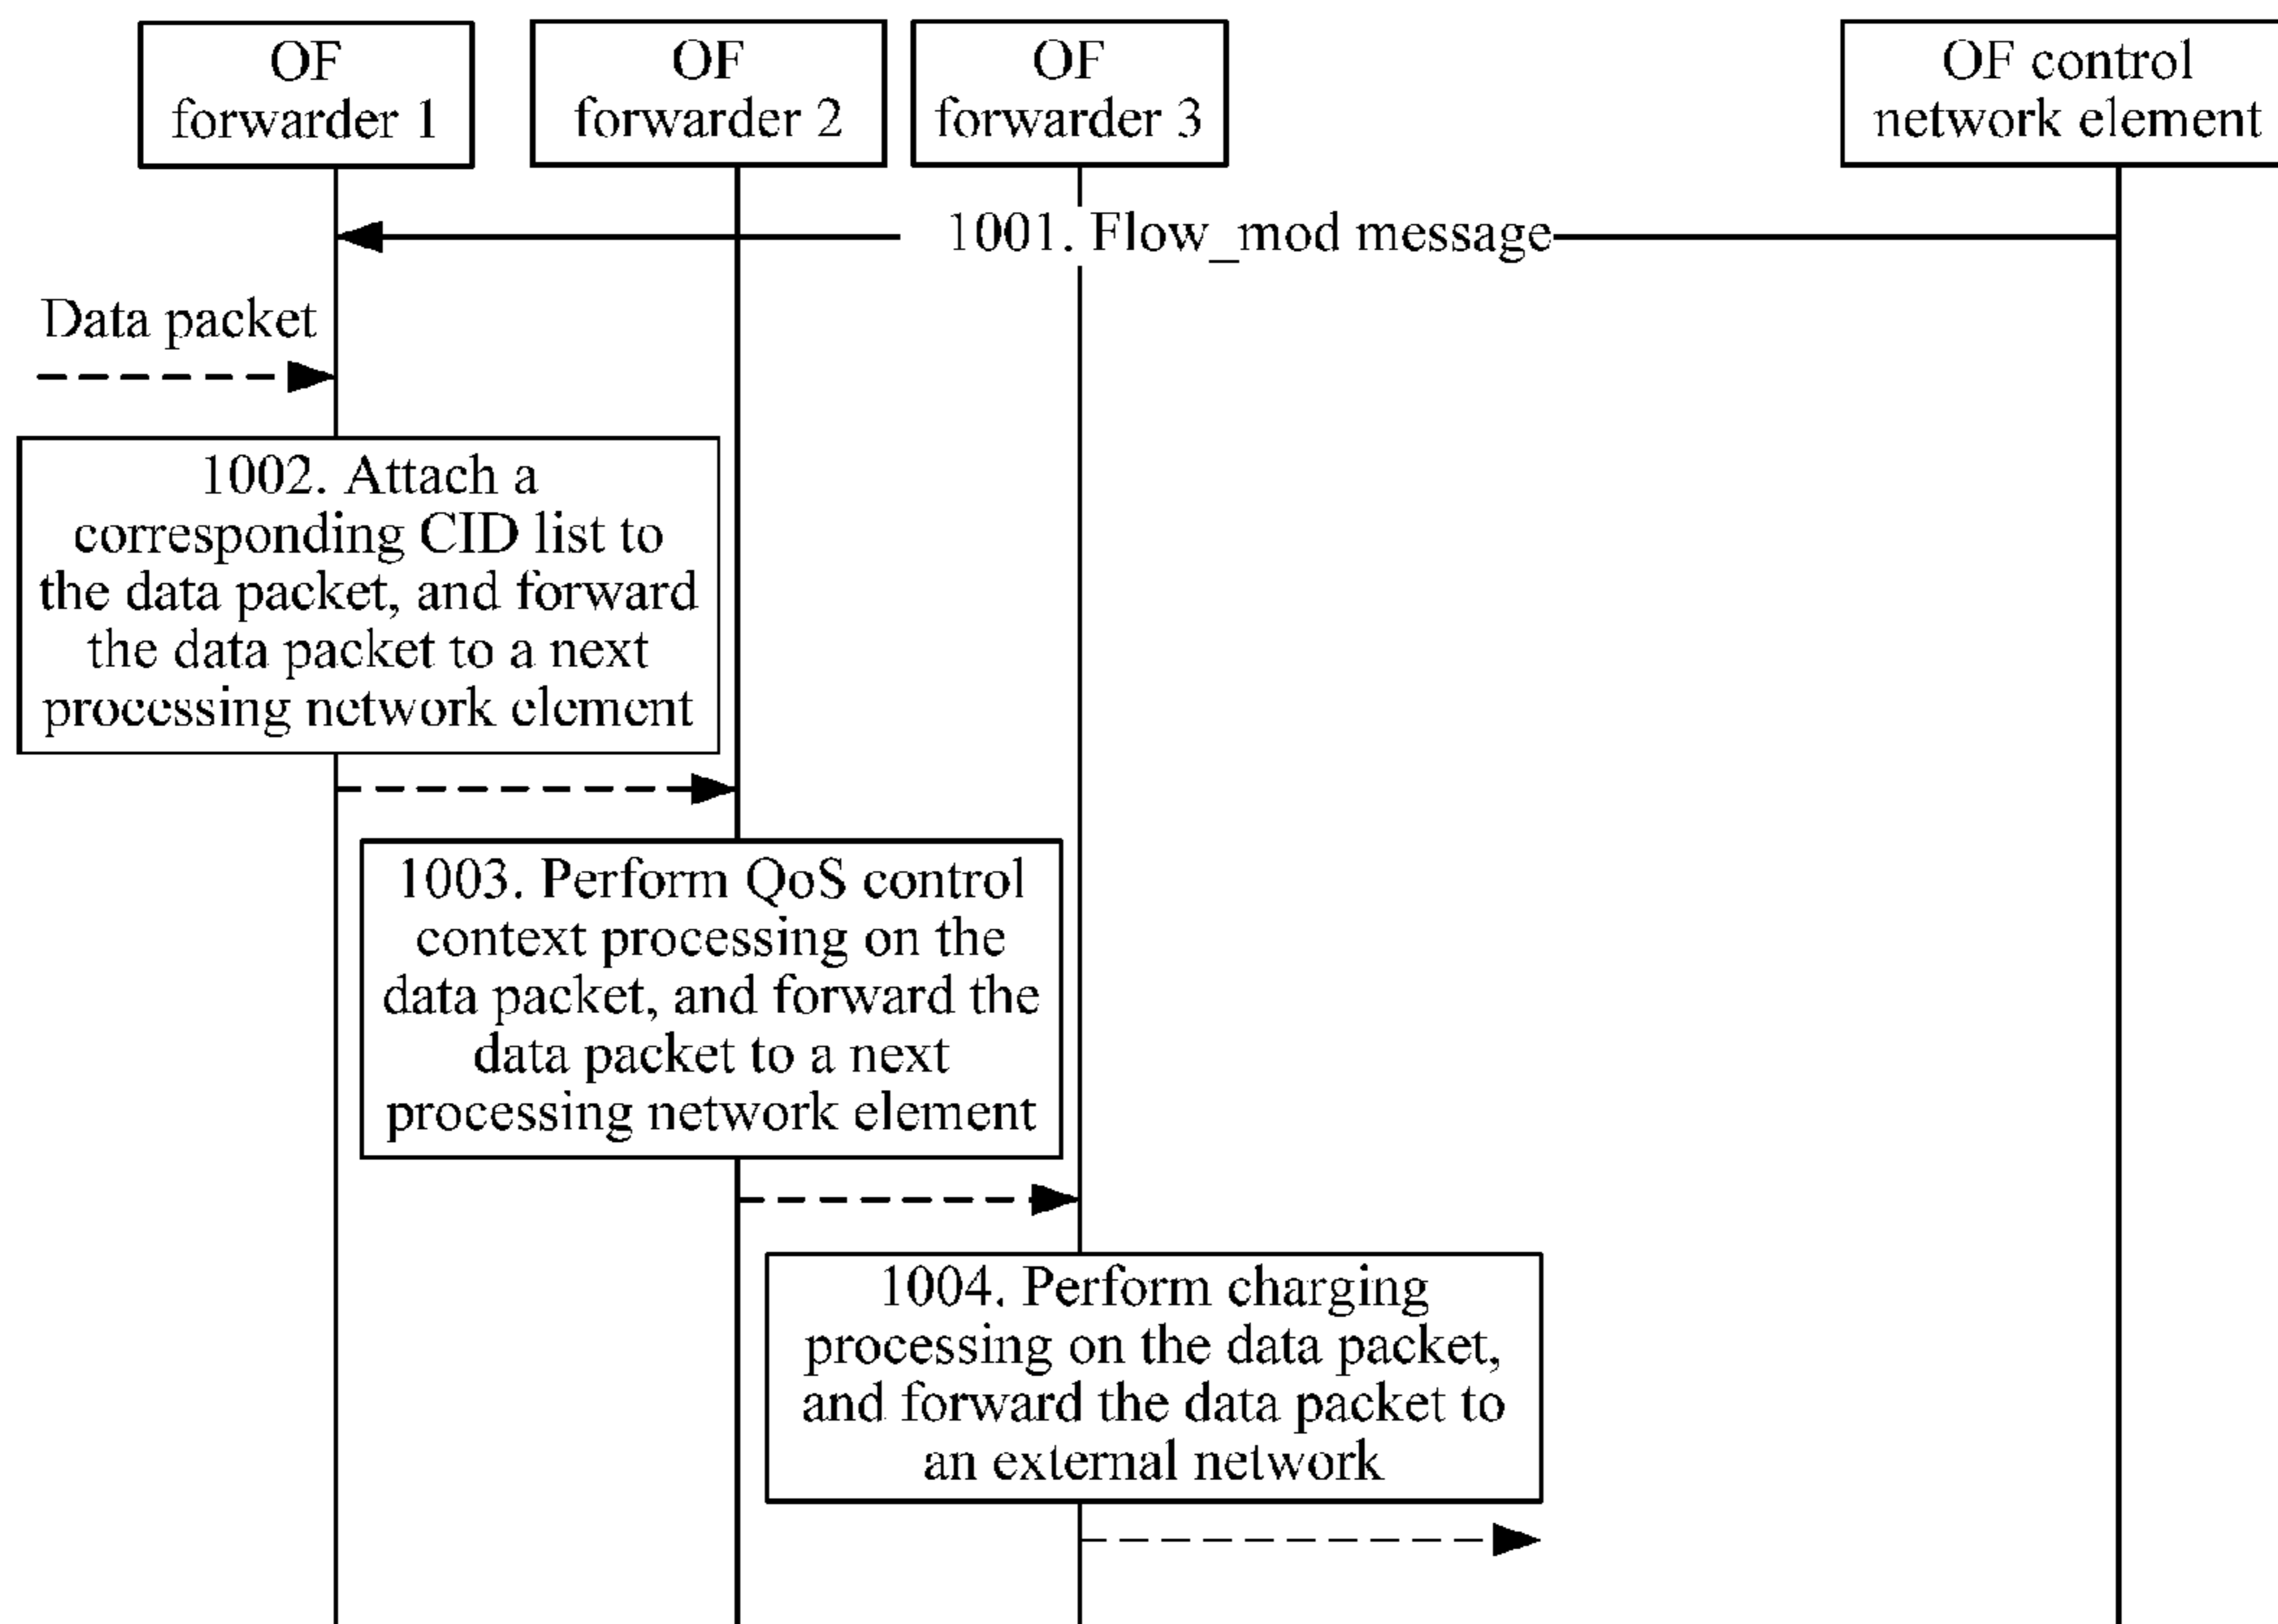 OF
forwarder 1
OF
forwarder 2
OF
forwarder 3
OF control
network element
1001. Flow_mod message
Data packet
1002. Attach a
corresponding CID list to
the data packet, and forward
the data packet to a next
processing network element
1003. Perform QoS control
context processing on the
data packet, and forward the
data packet to a next
processing network element
1004. Perform charging
processing on the data packet,
and forward the data packet to
an external network